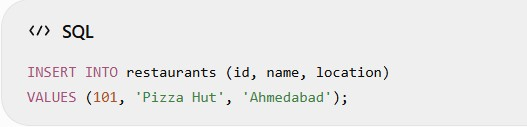 </> SQL
INSERT INTO restaurants (id, name, location)
VALUES (101, 'Pizza Hut', 'Ahmedabad');